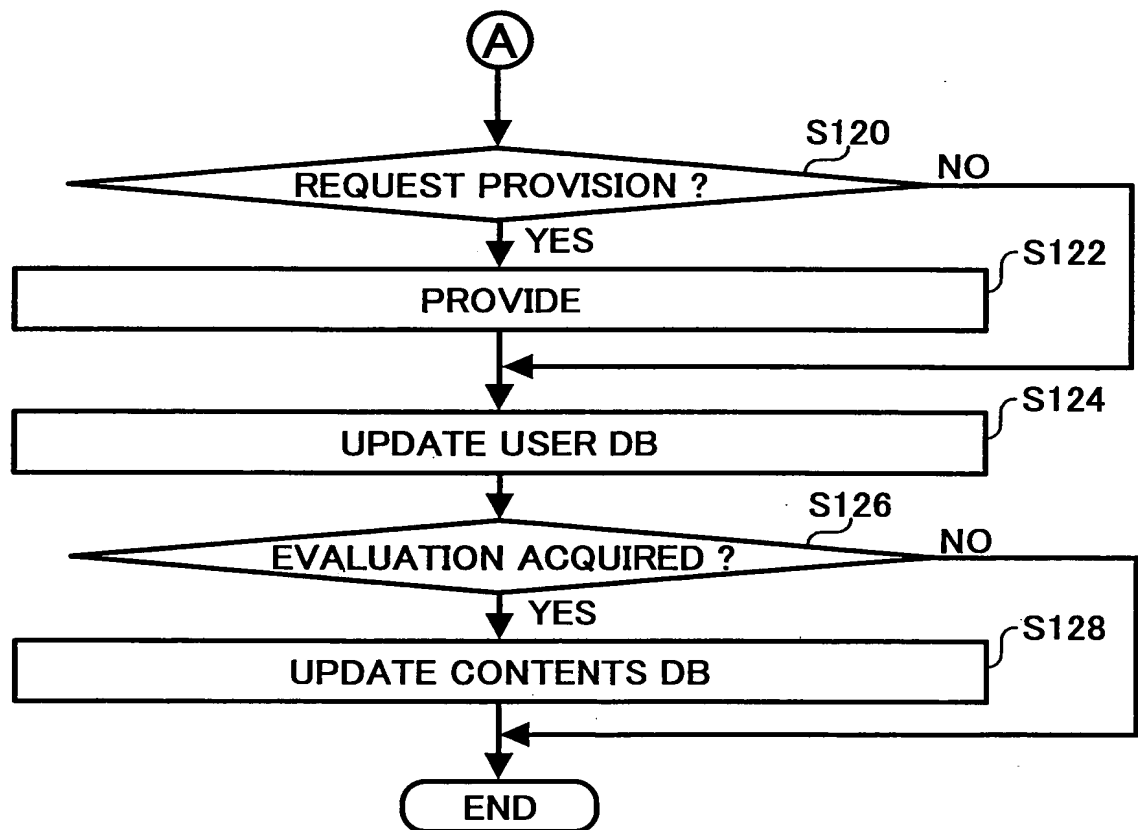 A
S120
REQUEST PROVISION ?
NO
YES
S122
PROVIDE
S124
UPDATE USER DB
S126
EVALUATION ACQUIRED ?
NO
YES
S128
UPDATE CONTENTS DB
END